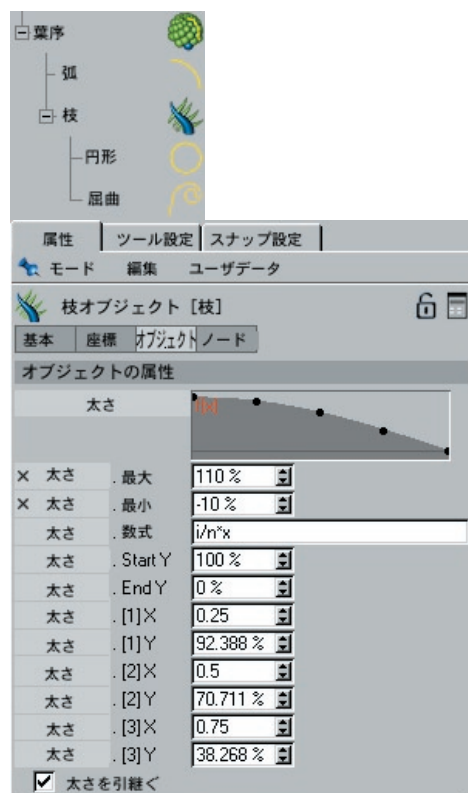 葉序
弧
枝
円形
屈曲
属性 ツール設定 スナップ設定
モード 編集 ユーザデータ
枝オブジェクト [枝]
基本 座標 オブジェクト ノード
オブジェクトの属性
太さ
× 太さ . 最大 110 %
× 太さ . 最小 -10 %
太さ . 数式 i/n*x
太さ . Start Y 100 %
太さ . End Y 0 %
太さ . [1] X 0.25
太さ . [1] Y 92.388 %
太さ . [2] X 0.5
太さ . [2] Y 70.711 %
太さ . [3] X 0.75
太さ . [3] Y 38.268 %
太さを引継ぐ